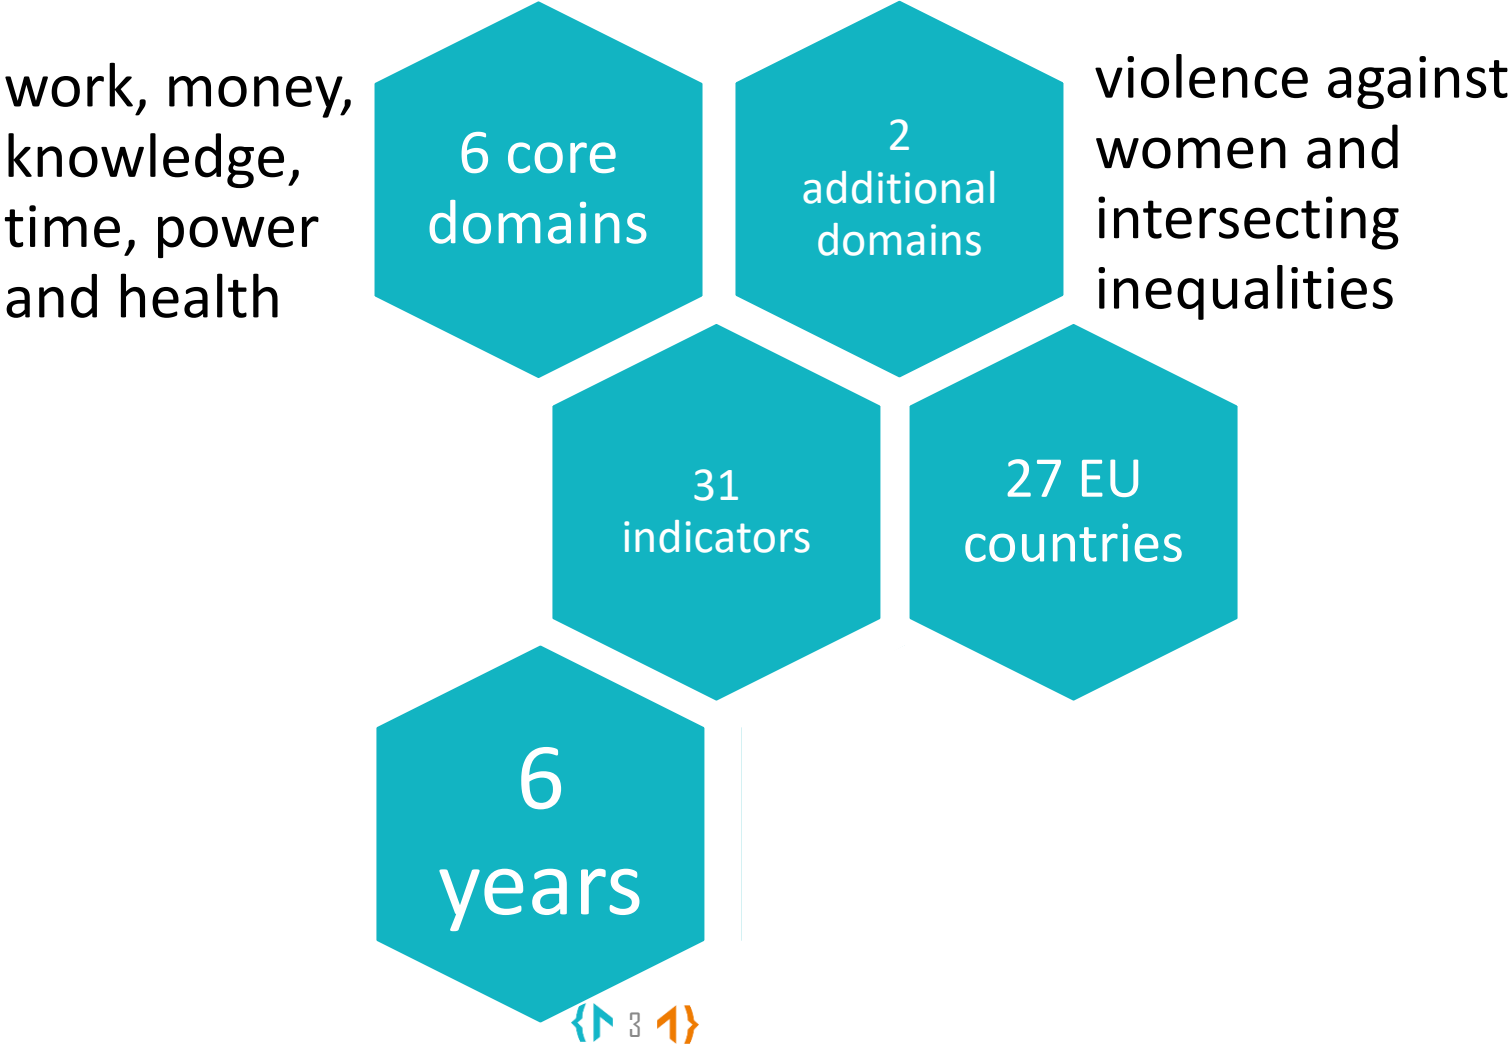 work, money,
knowledge,
time, power
and health
6 core
domains
2
additional
domains
violence against
women and
intersecting
inequalities
31
indicators
27 EU
countries
6
years
3